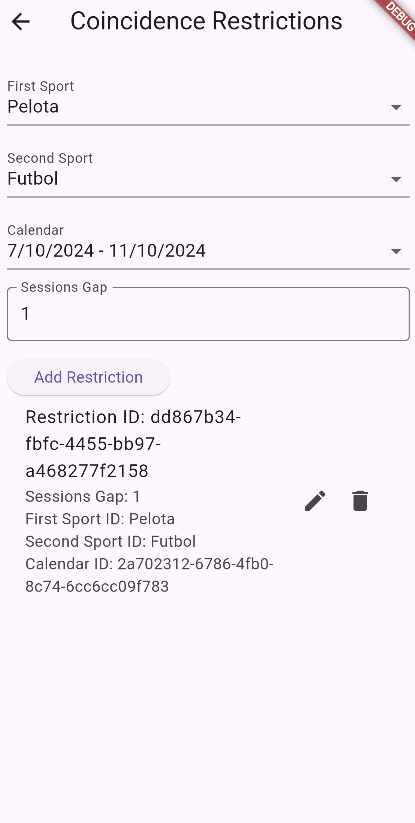 Coincidence Restrictions
DEBUG
First Sport
Pelota
Second Sport
Futbol
Calendar
7/10/2024 - 11/10/2024
Sessions Gap
1
Add Restriction
Restriction ID: dd867b34-
fbfc-4455-bb97-
a468277f2158
Sessions Gap: 1
First Sport ID: Pelota
Second Sport ID: Futbol
Calendar ID: 2a702312-6786-4fb0-
8c74-6cc6cc09f783